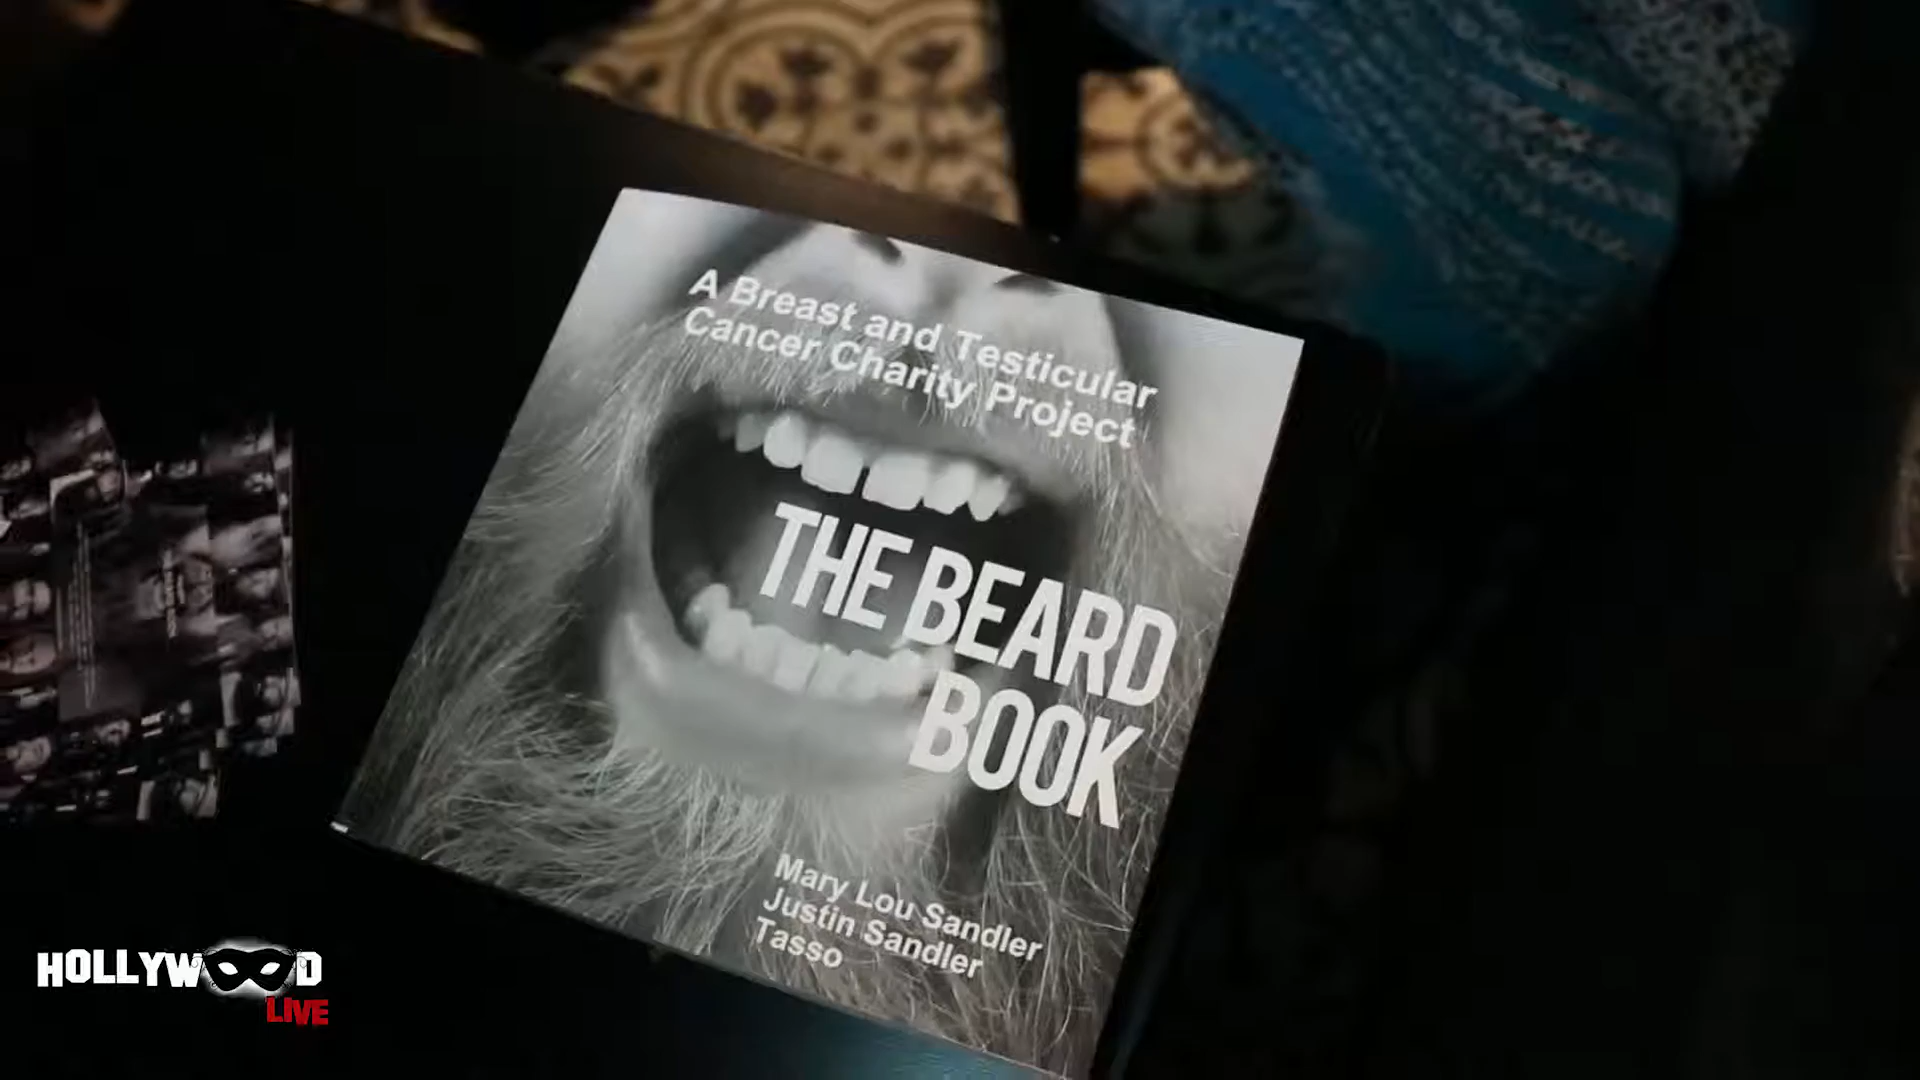 A Breast and Testicular
Cancer Charity Project
THE BEARD
BOOK
Mary Lou Sandler
Justin Sandler
Tasso
HOLLYWOOD
LIVE